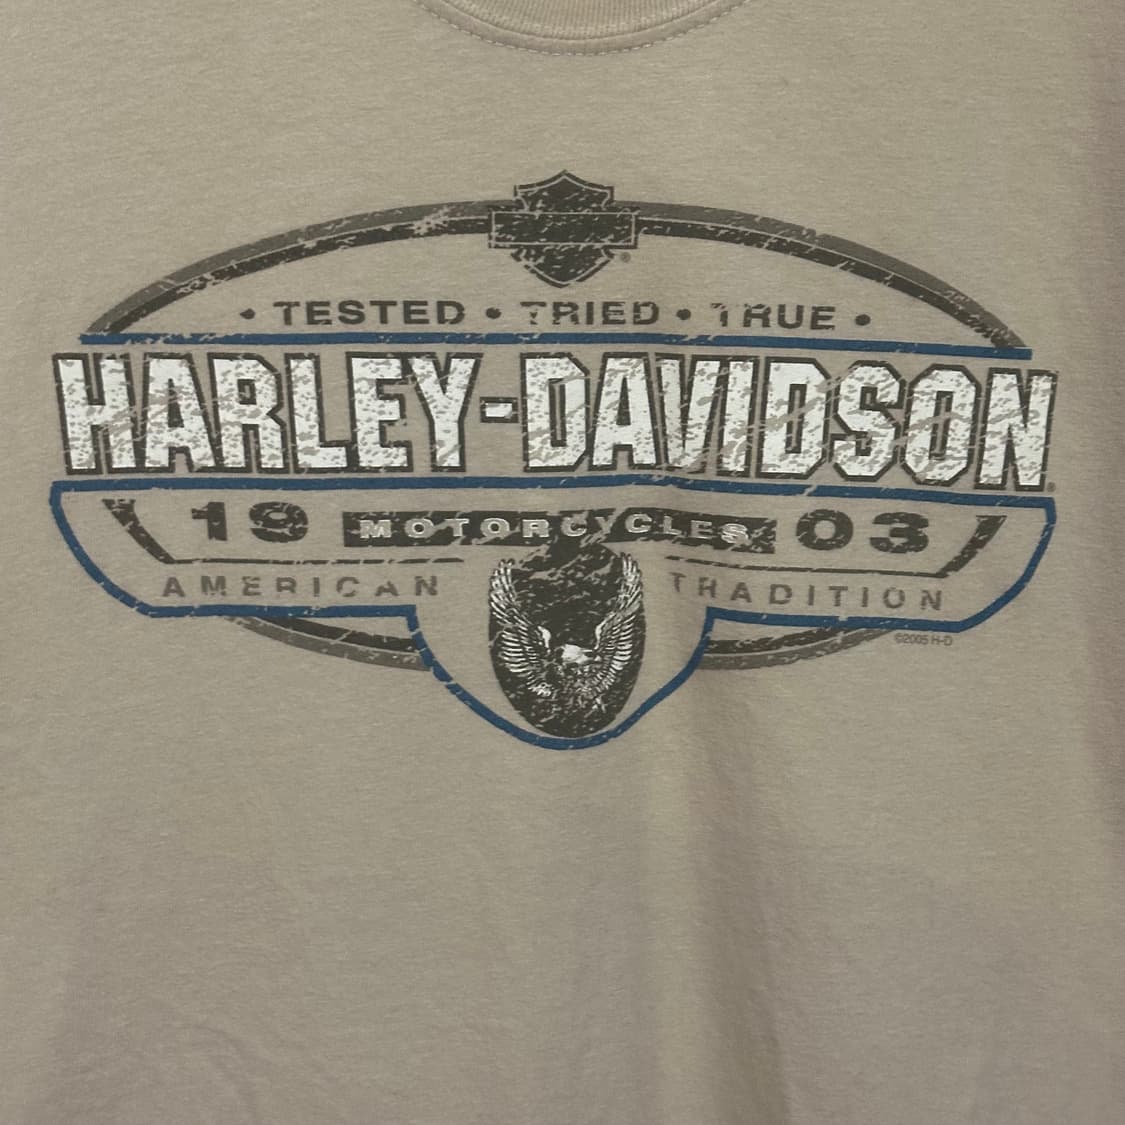 • TESTED • TRIED • TRUE •
HARLEY-DAVIDSON
19 MOTORCYCLES 03
AMERICAN TRADITION
©2005 H-D